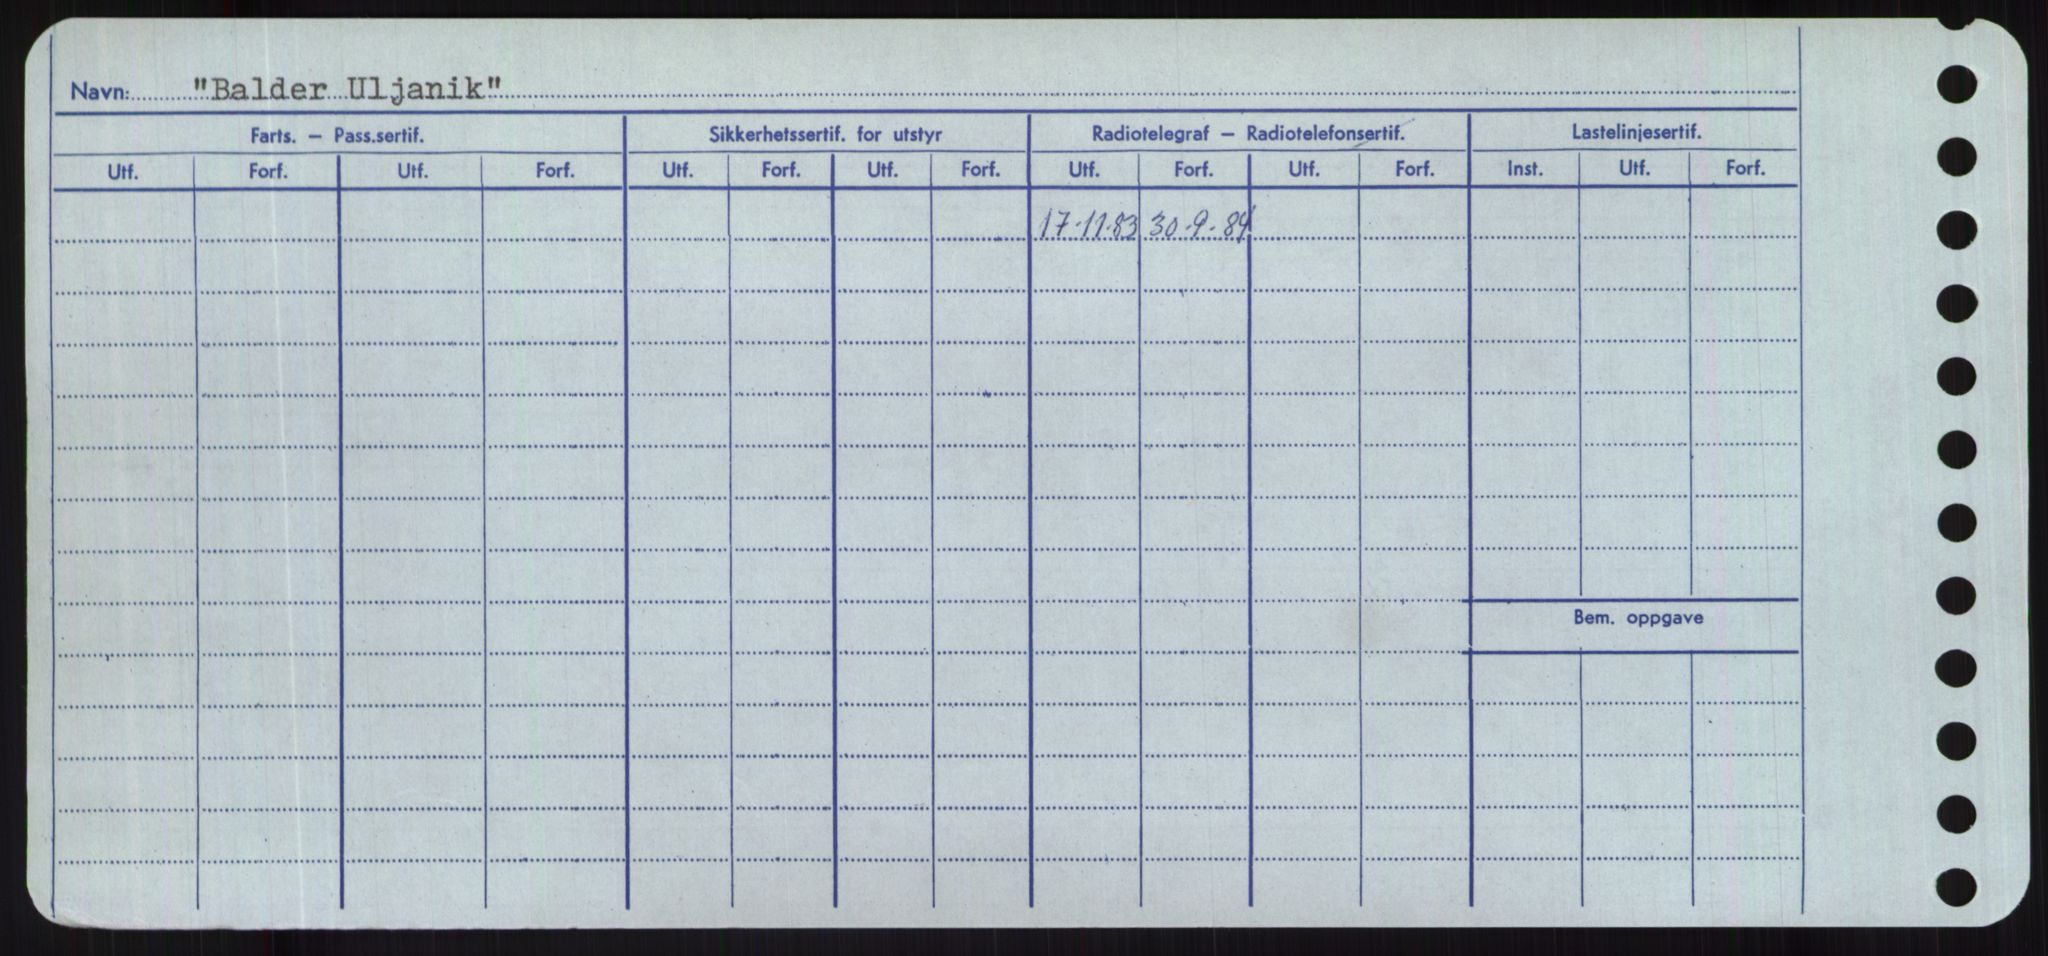 Navn: "Balder Uljanik"
Farts. — Pass.sertif. Sikkerhetssertif. for utstyr Radiotelegraf — Radiotelefonsertif. Lastelinjesertif.
Utf. Forf. Utf. Forf. Utf. Forf. Utf. Forf. Utf. Forf. Utf. Forf. Inst. Utf. Forf.
17-11-83 30-9-84
Bem. oppgave